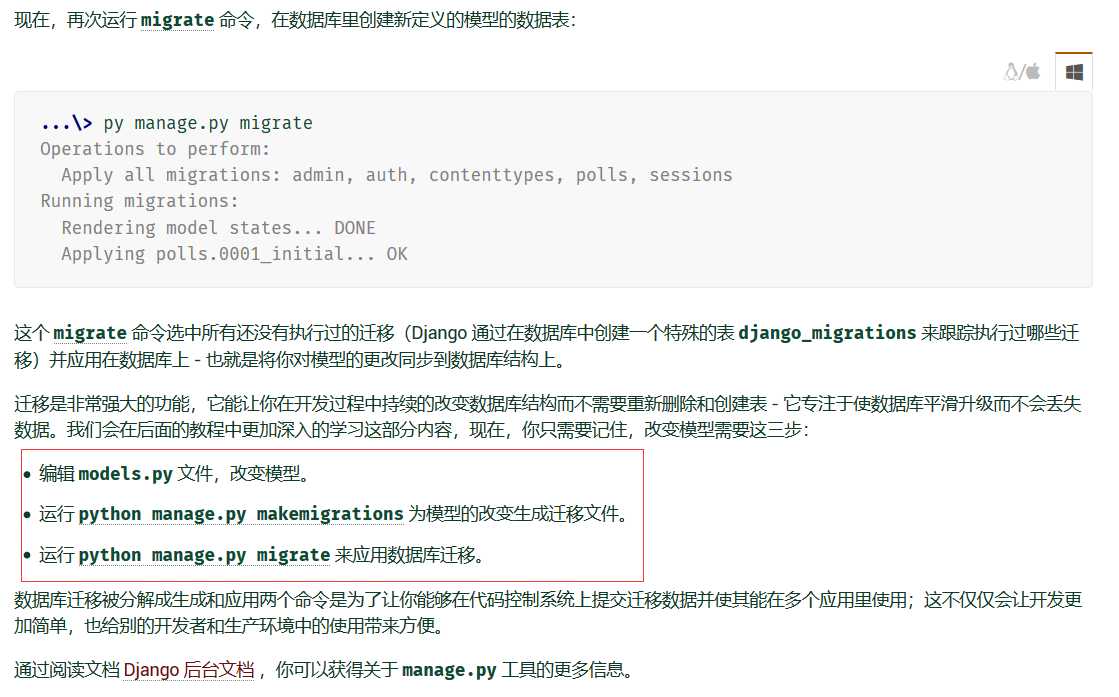 现在，再次运行 migrate 命令，在数据库里创建新定义的模型的数据表：
...\> py manage.py migrate
Operations to perform:
  Apply all migrations: admin, auth, contenttypes, polls, sessions
Running migrations:
  Rendering model states... DONE
  Applying polls.0001_initial... OK
这个 migrate 命令选中所有还没有执行过的迁移（Django 通过在数据库中创建一个特殊的表 django_migrations 来跟踪执行过哪些迁
移）并应用在数据库上 - 也就是将你对模型的更改同步到数据库结构上。
迁移是非常强大的功能，它能让你在开发过程中持续的改变数据库结构而不需要重新删除和创建表 - 它专注于使数据库平滑升级而不会丢失
数据。我们会在后面的教程中更加深入的学习这部分内容，现在，你只需要记住，改变模型需要这三步：
• 编辑 models.py 文件，改变模型。
• 运行 python manage.py makemigrations 为模型的改变生成迁移文件。
• 运行 python manage.py migrate 来应用数据库迁移。
数据库迁移被分解成生成和应用两个命令是为了让你能够在代码控制系统上提交迁移数据并使其能在多个应用里使用；这不仅仅会让开发更
加简单，也给别的开发者和生产环境中的使用带来方便。
通过阅读文档 Django 后台文档 ，你可以获得关于 manage.py 工具的更多信息。